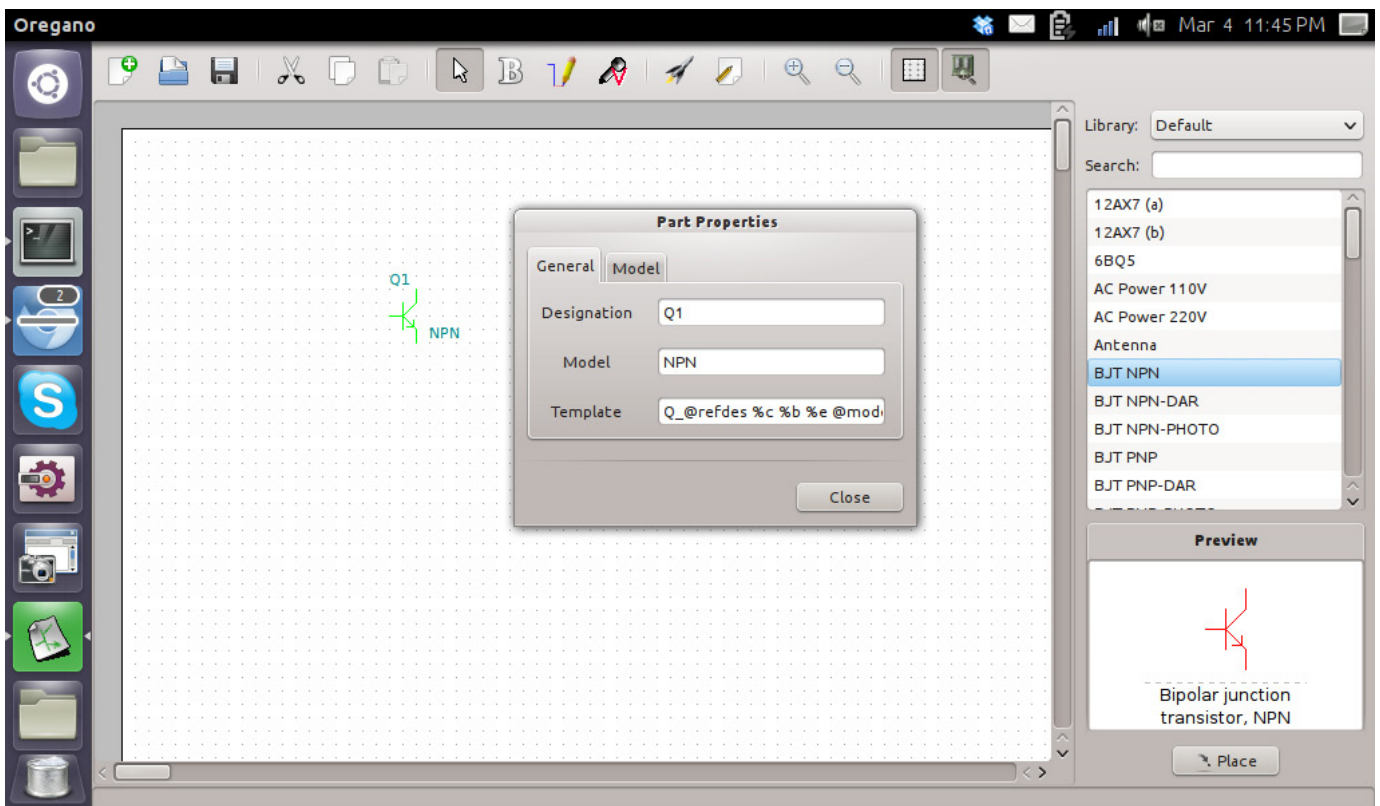 Oregano
Mar 4 11:45 PM
2
Library: Default
Search:
12AX7 (a)
12AX7 (b)
6BQ5
AC Power 110V
AC Power 220V
Antenna
BJT NPN
BJT NPN-DAR
BJT NPN-PHOTO
BJT PNP
BJT PNP-DAR
Q1
NPN
Part Properties
General Model
Designation Q1
Model NPN
Template Q_@refdes %c %b %e @mod
Close
Preview
Bipolar junction
transistor, NPN
Place